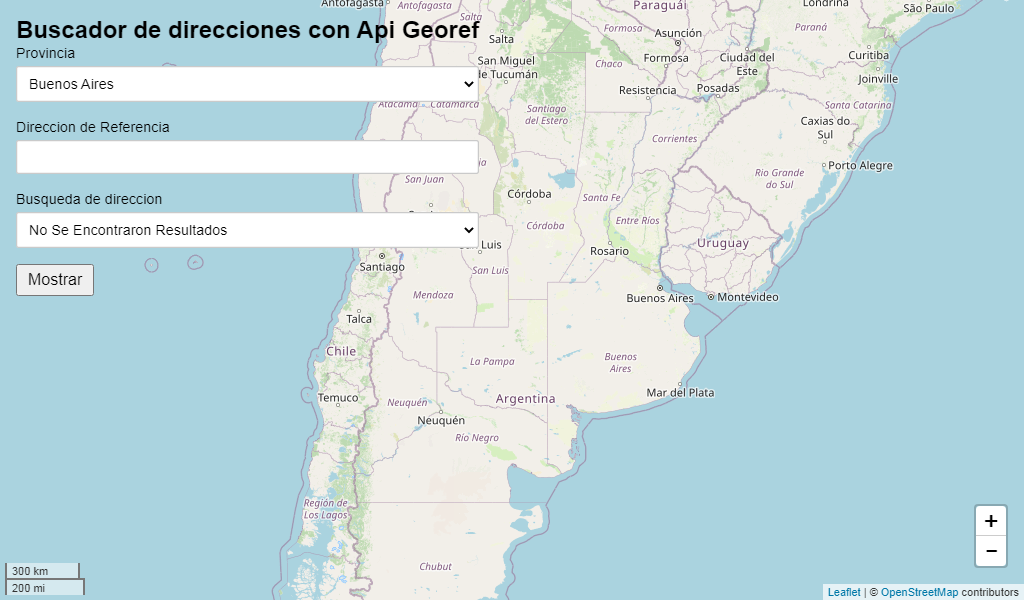 Buscador de direcciones con Api Georef
Provincia
Buenos Aires
Direccion de Referencia
Busqueda de direccion
No Se Encontraron Resultados
Mostrar
Antofagasta
Antofagasta
Paraguái
Londrina
São Paulo
Salta
Salta
Formosa
Asunción
Paraná
San Miguel
de Tucumán
Chaco
Formosa
Ciudad del
Este
Curitiba
Joinville
Resistencia
Posadas
Atacama
Catamarca
Santiago
del Estero
Santa Catarina
Caxias do
Sul
Corrientes
Porto Alegre
San Juan
Rio Grande
do Sul
Córdoba
Santa Fe
Córdoba
Entre Ríos
Rosario
Uruguay
Luis
Santiago
San Luis
Mendoza
Buenos Aires
Montevideo
Talca
Chile
La Pampa
Buenos
Aires
Temuco
Neuquén
Argentina
Mar del Plata
Neuquén
Río Negro
Región de
Los Lagos
Chubut
+
−
300 km
200 mi
Leaflet | © OpenStreetMap contributors